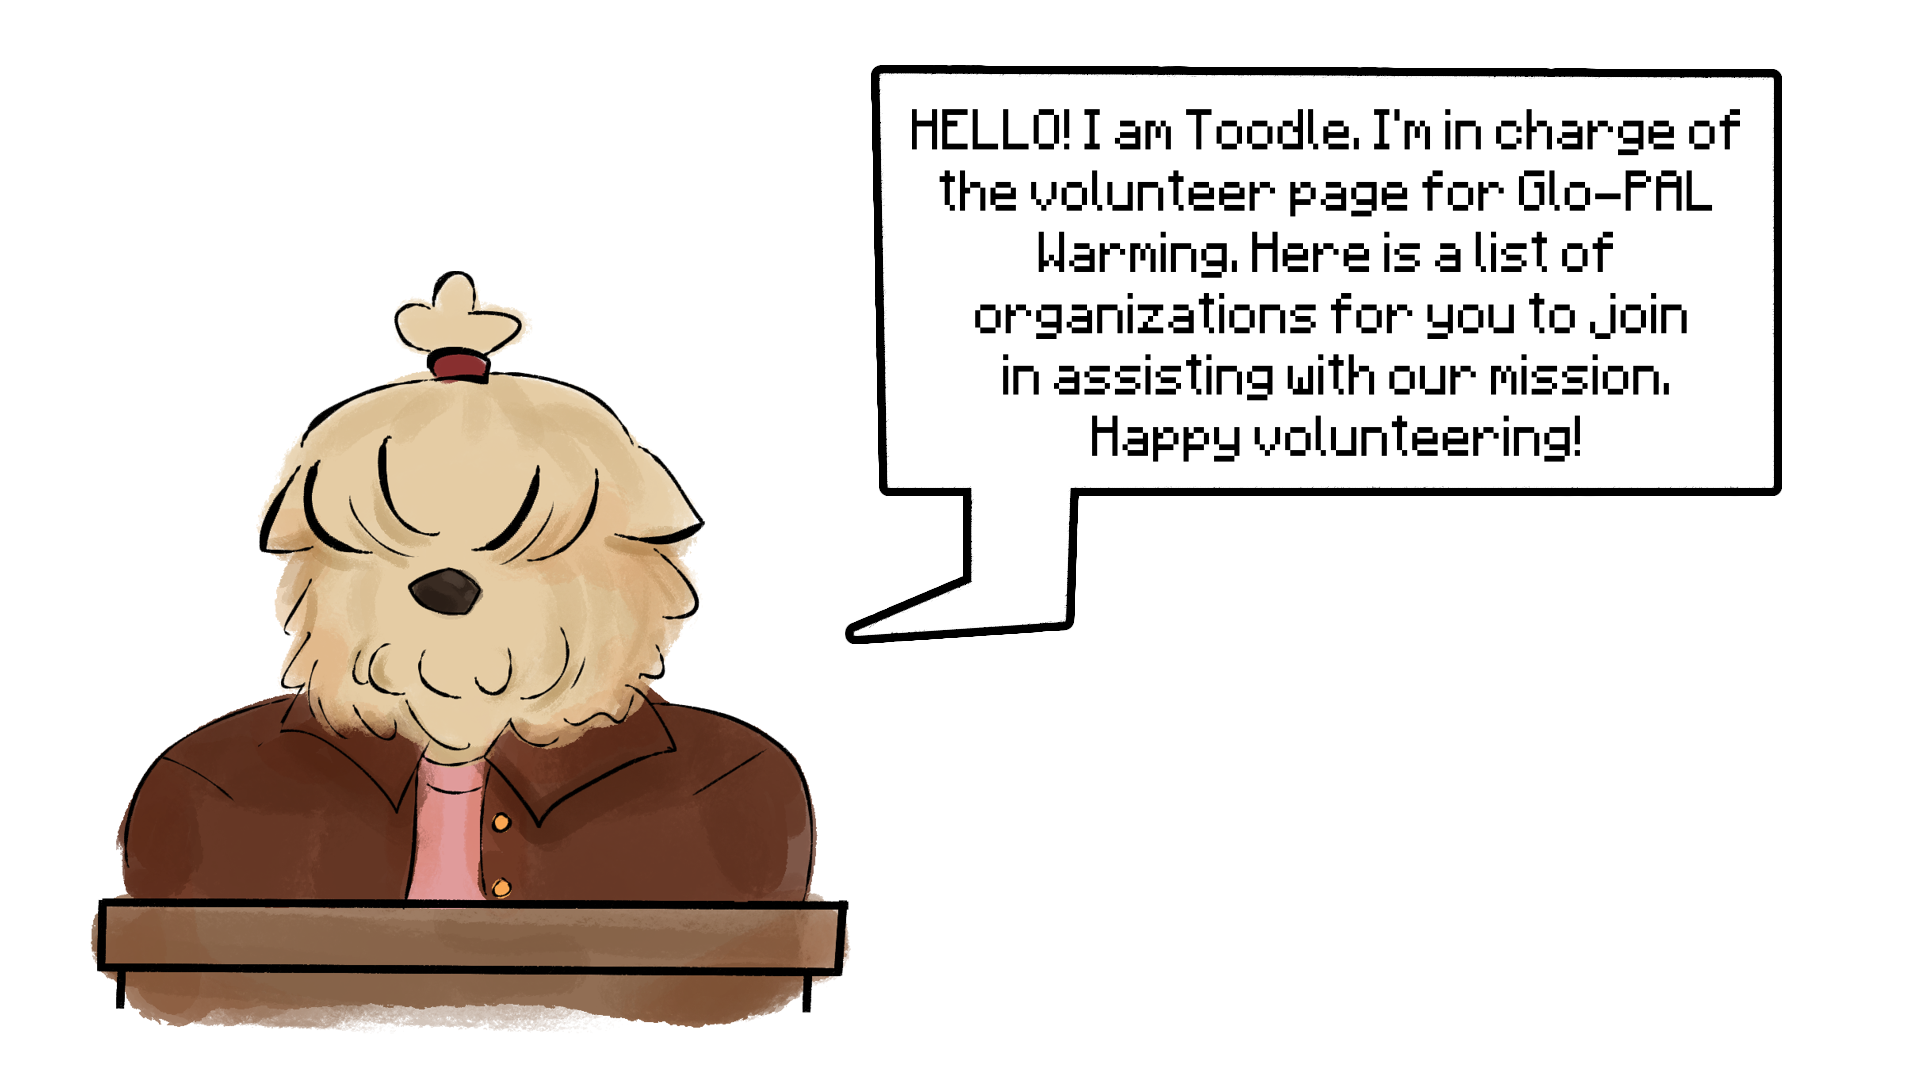 HELLO! I am Toodle. I'm in charge of
the volunteer page for Glo-PAL
Warming. Here is a list of
organizations for you to join
in assisting with our mission.
Happy volunteering!